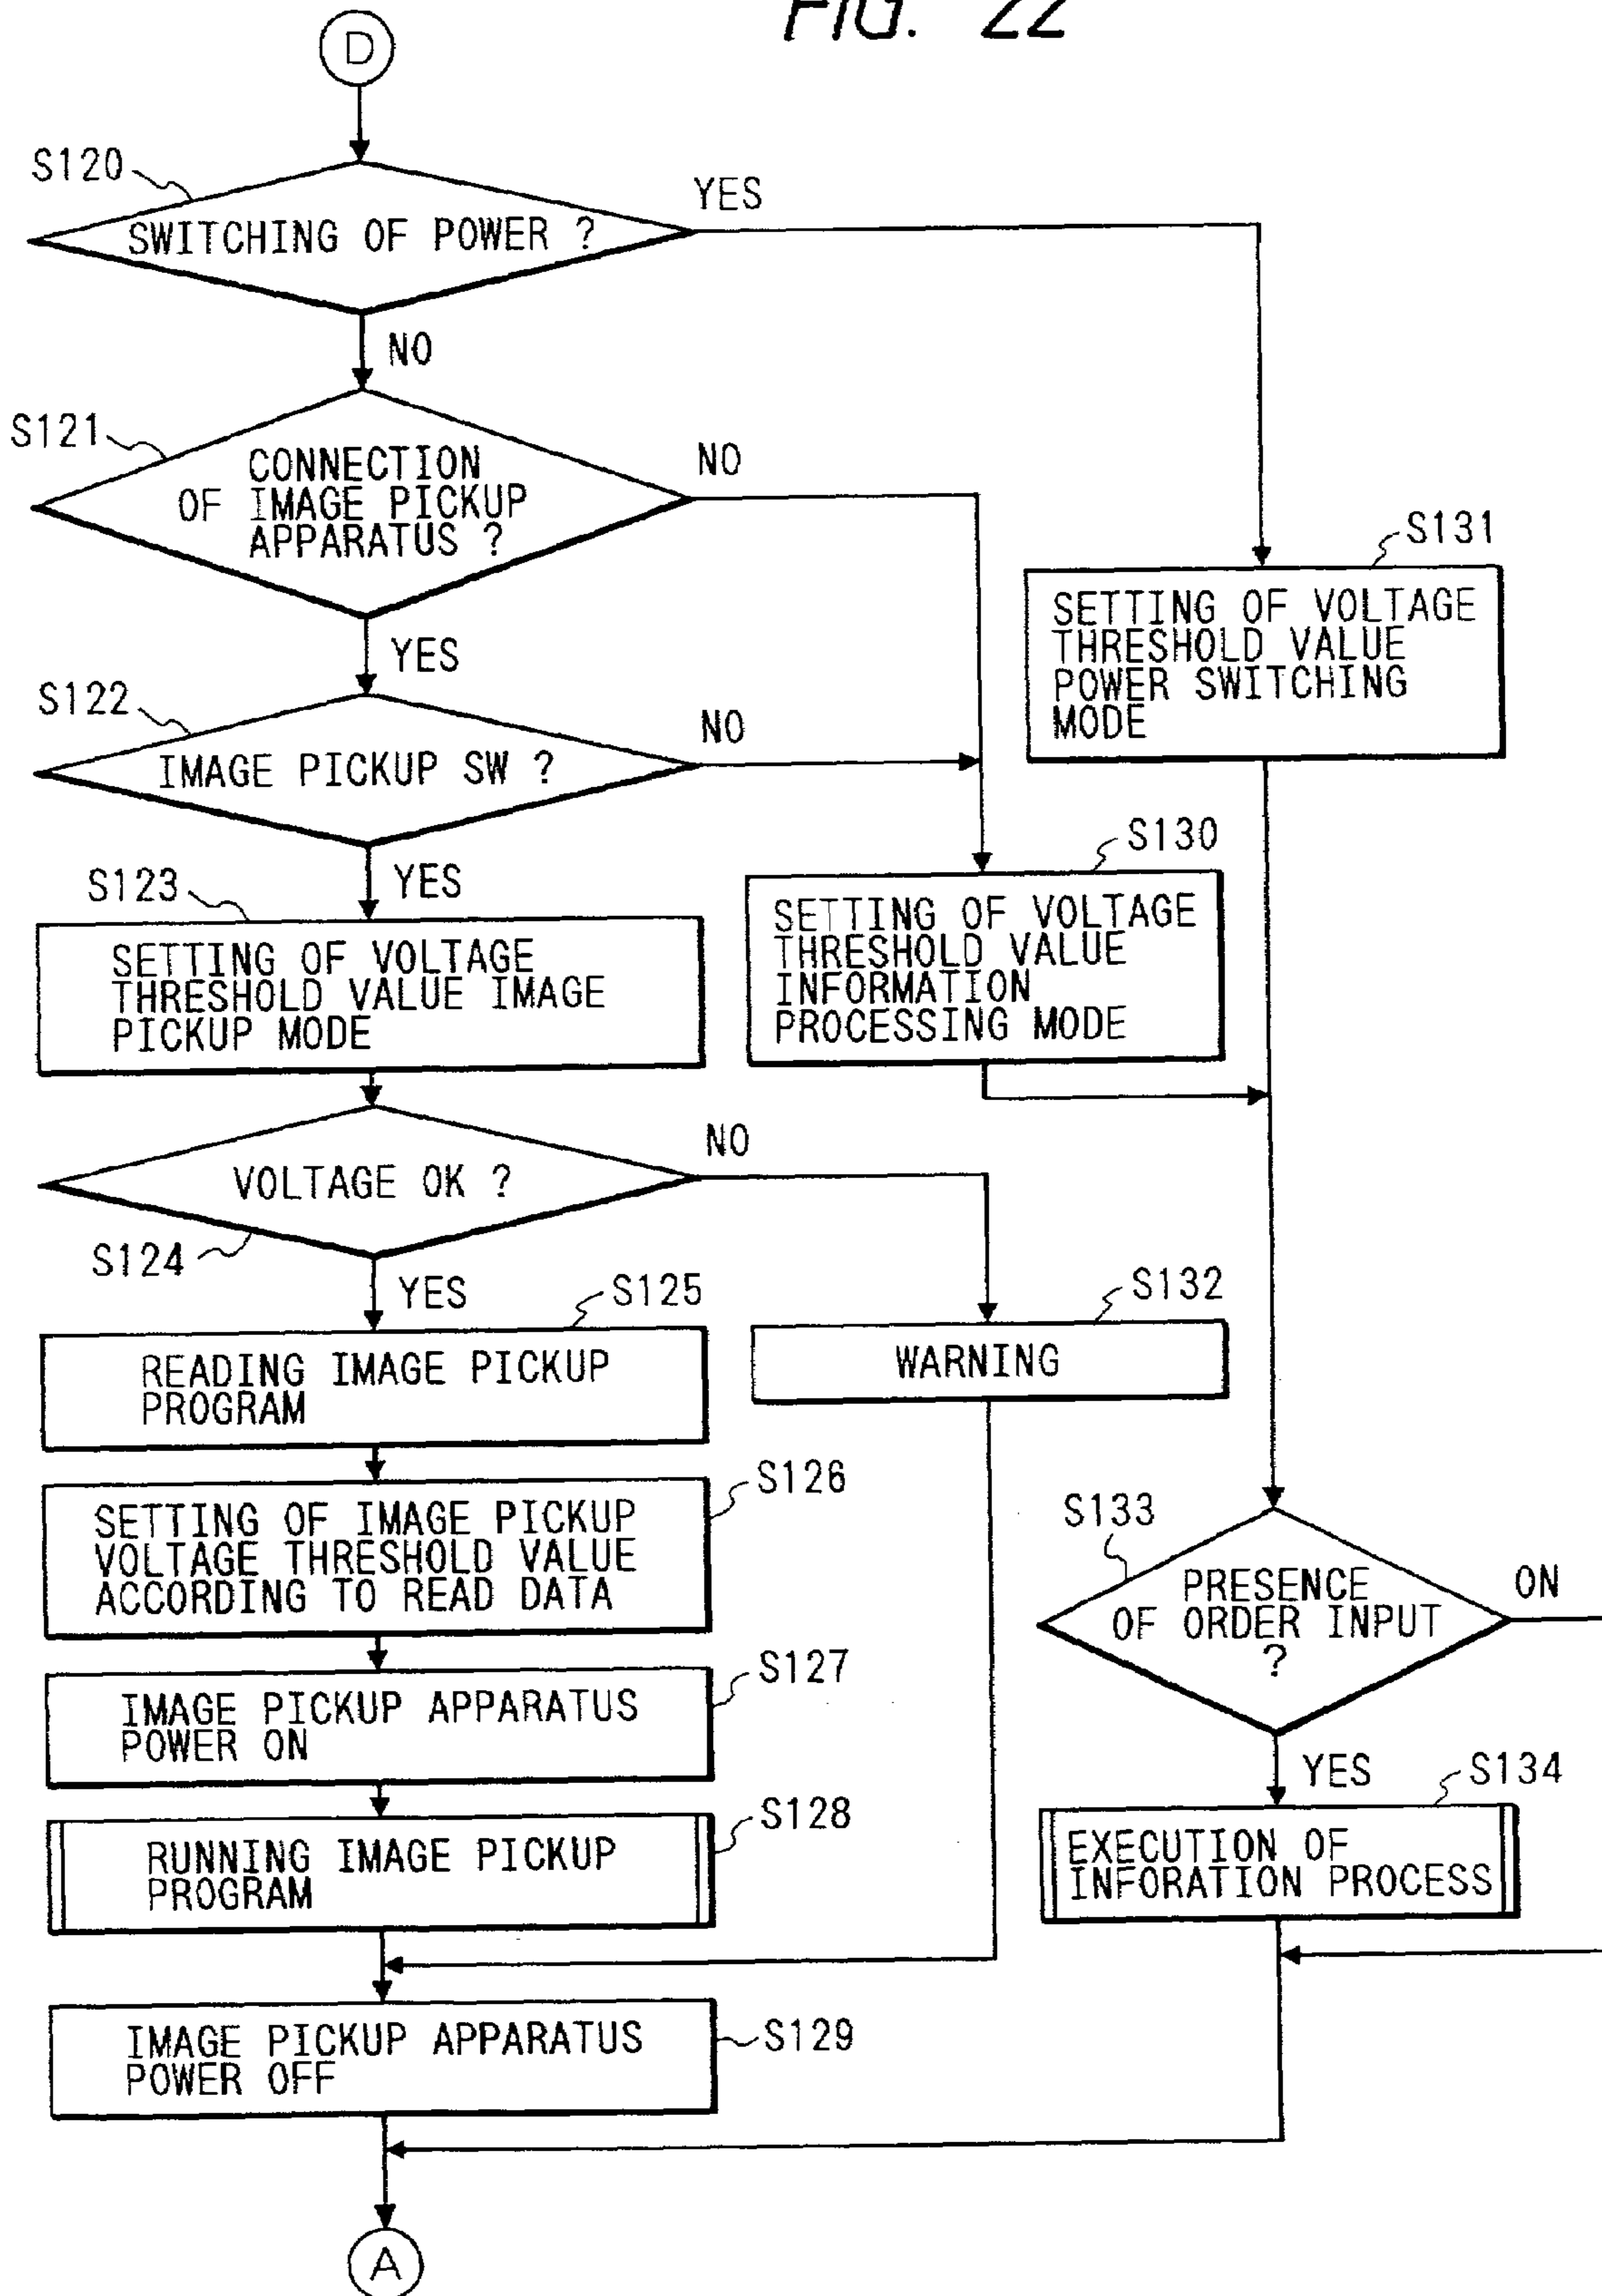 FIG. 22
D
S120
SWITCHING OF POWER ?
YES
NO
S121
CONNECTION
OF IMAGE PICKUP
APPARATUS ?
NO
YES
S131
SETTING OF VOLTAGE
THRESHOLD VALUE
POWER SWITCHING
MODE
S122
IMAGE PICKUP SW ?
NO
YES
S130
SETTING OF VOLTAGE
THRESHOLD VALUE
INFORMATION
PROCESSING MODE
S123
SETTING OF VOLTAGE
THRESHOLD VALUE IMAGE
PICKUP MODE
VOLTAGE OK ?
NO
S124
YES
S125
READING IMAGE PICKUP
PROGRAM
S132
WARNING
S126
SETTING OF IMAGE PICKUP
VOLTAGE THRESHOLD VALUE
ACCORDING TO READ DATA
S133
PRESENCE
OF ORDER INPUT
?
ON
YES
S127
IMAGE PICKUP APPARATUS
POWER ON
S134
EXECUTION OF
INFORATION PROCESS
S128
RUNNING IMAGE PICKUP
PROGRAM
S129
IMAGE PICKUP APPARATUS
POWER OFF
A